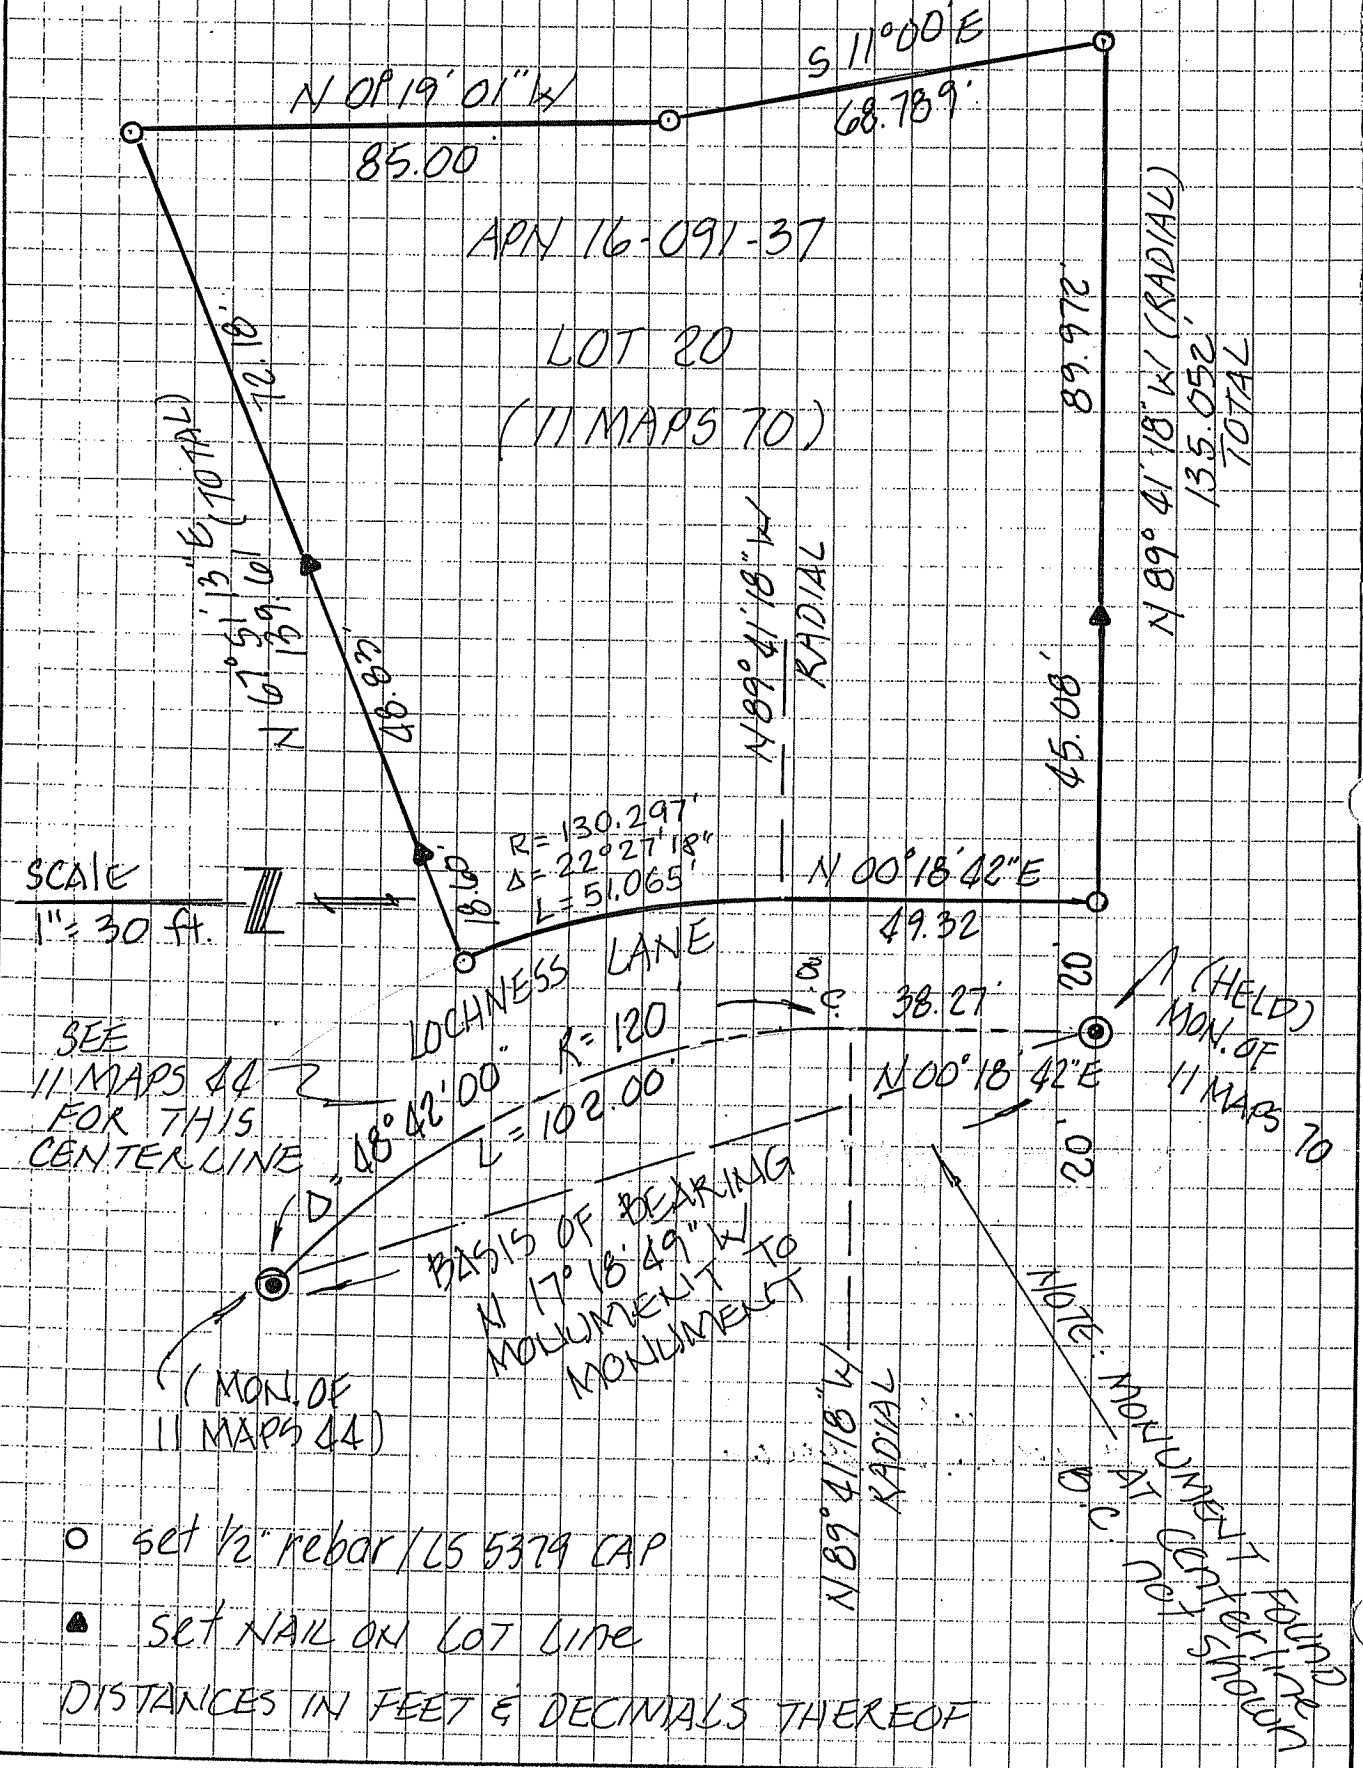 S 11°00'E
68.789'
N 01°19'01"W
85.00'
APN 16-091-37
LOT 20
(11 MAPS 70)
N 89°41'18"W (RADIAL)
135.052'
TOTAL
89.972'
45.08'
72.18'
N 67°51'13"E (TOTAL)
139.61
48.83'
18.60'
N 89°41'18"W
RADIAL
R=130.297'
Δ=22°27'18"
L=51.065'
N 00°18'42"E
49.32
SCALE
1"=30 ft.
LOCHNESS LANE
R=120'
38.27'
N 00°18'42"E
20'
20'
(HELD)
MON. OF
11 MAPS 70
SEE
11 MAPS 44
FOR THIS
CENTERLINE
D=48°42'00"
L=102.00'
BASIS OF BEARING
N 17°18'49"W
MONUMENT TO
MONUMENT
(MON. OF
11 MAPS 44)
N 89°41'18"W
RADIAL
NOTE: MONUMENT FOUND
AT centerline
B.C. not shown
set 1/2" rebar/LS 5379 CAP
set NAIL ON LOT Line
DISTANCES IN FEET & DECIMALS THEREOF